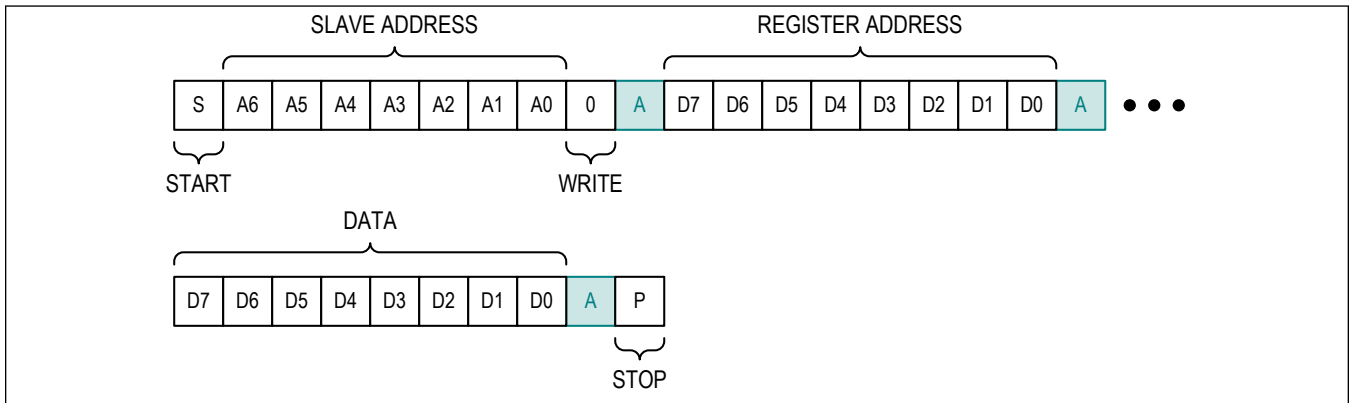 SLAVE ADDRESS REGISTER ADDRESS
S A6 A5 A4 A3 A2 A1 A0 0 A D7 D6 D5 D4 D3 D2 D1 D0 A •••
START WRITE
DATA
D7 D6 D5 D4 D3 D2 D1 D0 A P
STOP